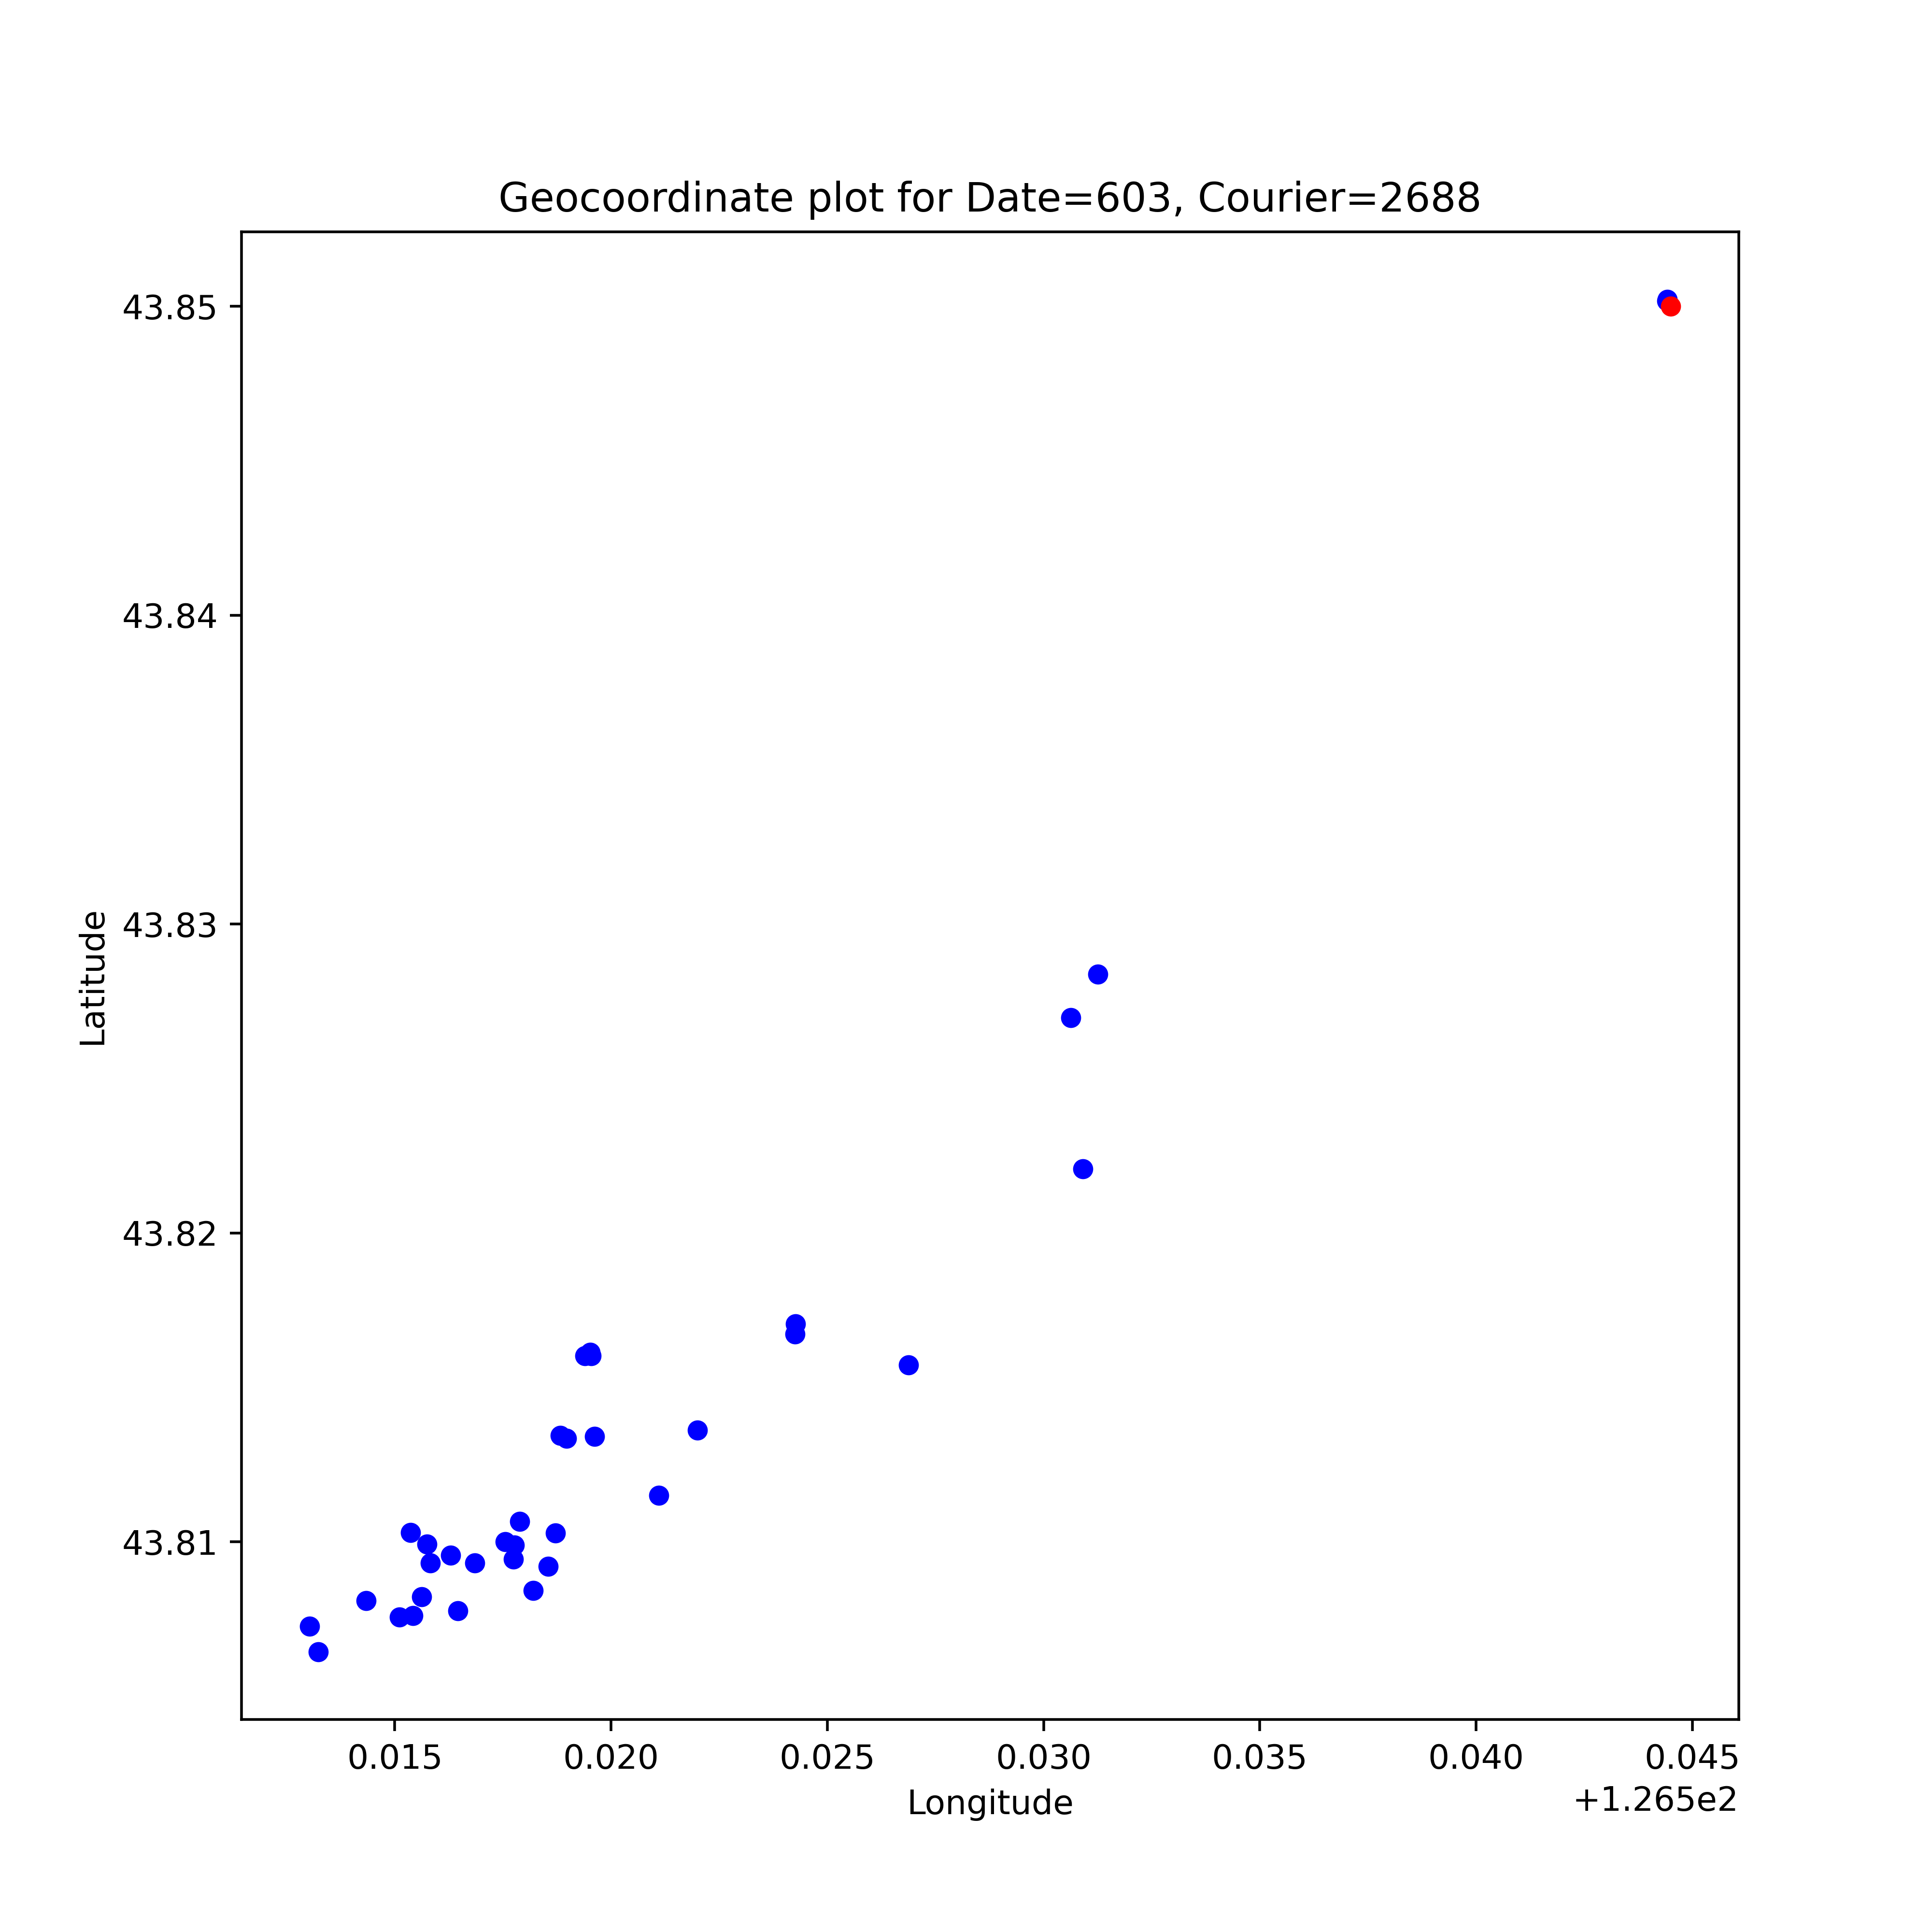 Geocoordinate plot for Date=603, Courier=2688
43.85
43.84
43.83
43.82
43.81
Latitude
0.015 0.020 0.025 0.030 0.035 0.040 0.045
+1.265e2
Longitude